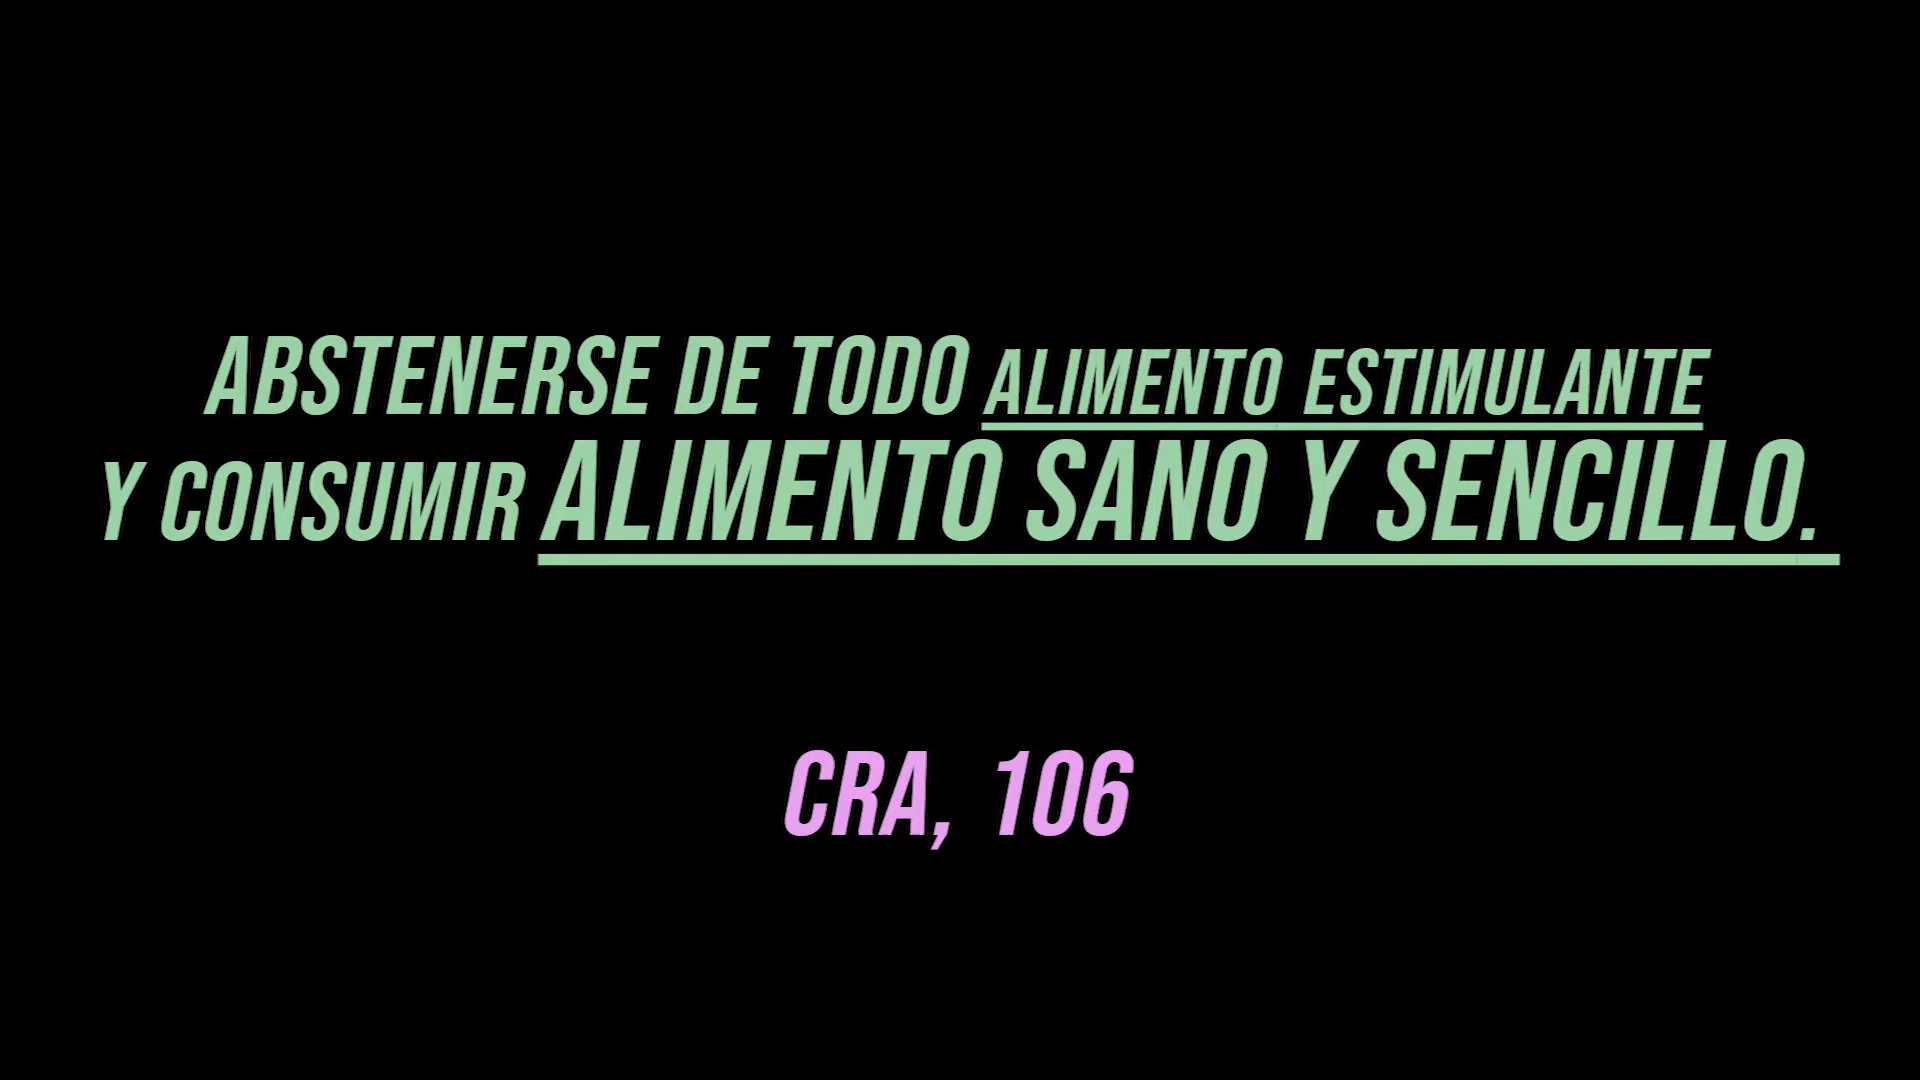 ABSTENERSE DE TODO ALIMENTO ESTIMULANTE
Y CONSUMIR ALIMENTO SANO Y SENCILLO.
CRA, 106